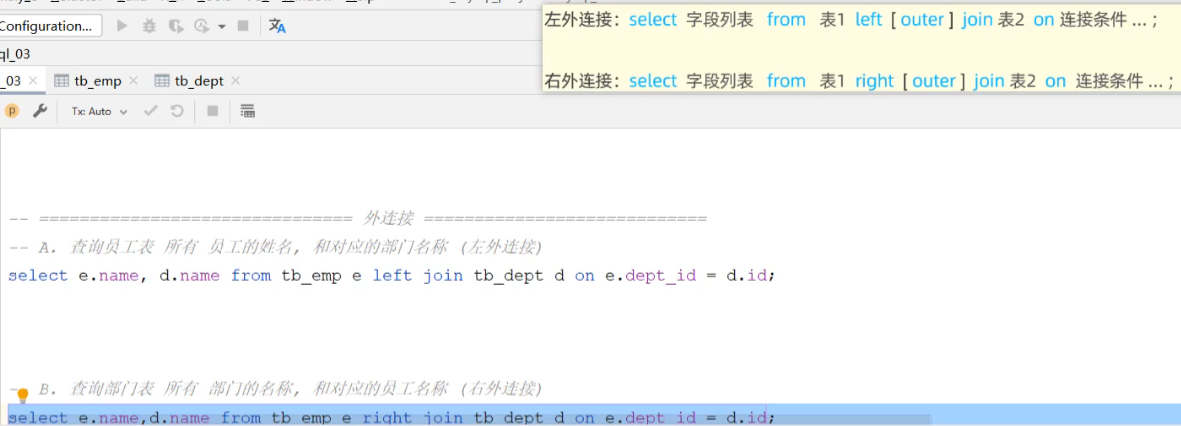 Configuration...
左外连接：select 字段列表 from 表1 left [ outer ] join 表2 on 连接条件 ... ;
ql_03
右外连接：select 字段列表 from 表1 right [ outer ] join 表2 on 连接条件 ... ;
_03 tb_emp tb_dept
p Tx: Auto
-- =============================== 外连接 ============================
-- A. 查询员工表 所有 员工的姓名, 和对应的部门名称 (左外连接)
select e.name, d.name from tb_emp e left join tb_dept d on e.dept_id = d.id;
- B. 查询部门表 所有 部门的名称, 和对应的员工名称 (右外连接)
select e.name,d.name from tb_emp e right join tb_dept d on e.dept_id = d.id;